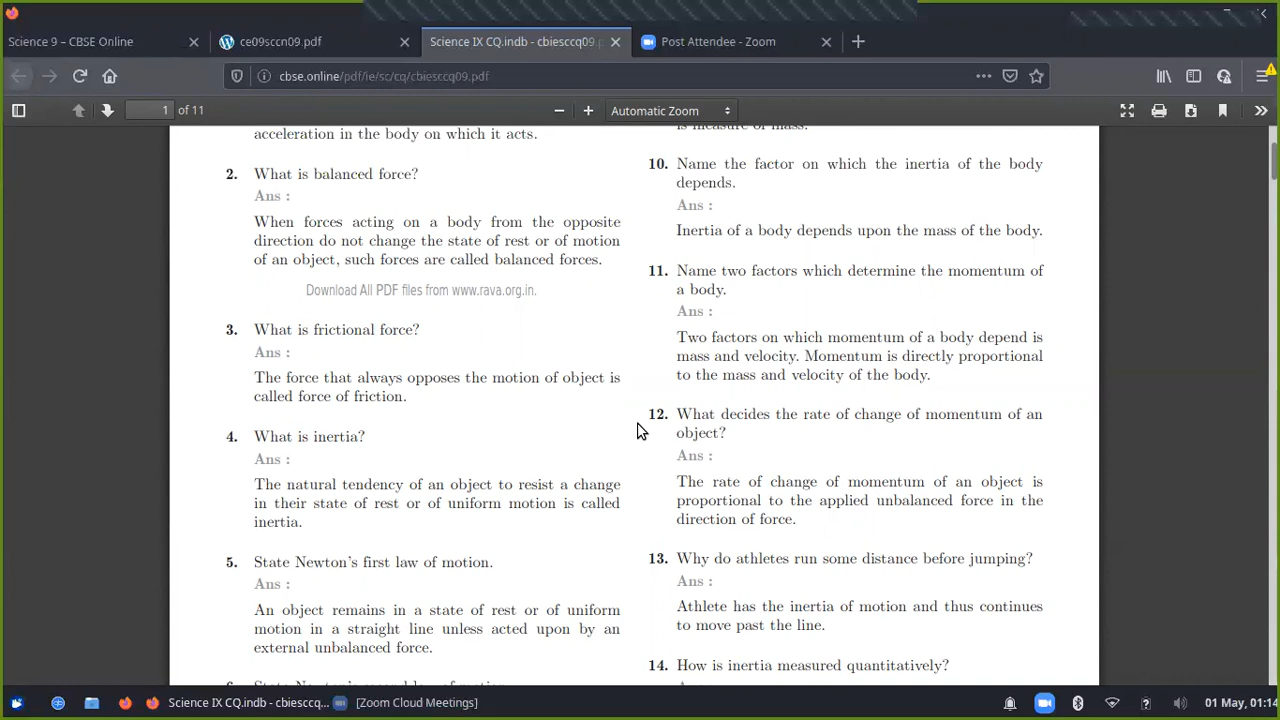 Science 9 – CBSE Online
ce09sccn09.pdf
Science IX CQ.indb - cbiesccq09.p
Post Attendee - Zoom
cbse.online/pdf/ie/sc/cq/cbiesccq09.pdf
1 of 11
Automatic Zoom
acceleration in the body on which it acts.
2. What is balanced force?
Ans :
When forces acting on a body from the opposite
direction do not change the state of rest or of motion
of an object, such forces are called balanced forces.
Download All PDF files from www.rava.org.in.
3. What is frictional force?
Ans :
The force that always opposes the motion of object is
called force of friction.
4. What is inertia?
Ans :
The natural tendency of an object to resist a change
in their state of rest or of uniform motion is called
inertia.
5. State Newton's first law of motion.
Ans :
An object remains in a state of rest or of uniform
motion in a straight line unless acted upon by an
external unbalanced force.
is measure of mass.
10. Name the factor on which the inertia of the body
depends.
Ans :
Inertia of a body depends upon the mass of the body.
11. Name two factors which determine the momentum of
a body.
Ans :
Two factors on which momentum of a body depend is
mass and velocity. Momentum is directly proportional
to the mass and velocity of the body.
12. What decides the rate of change of momentum of an
object?
Ans :
The rate of change of momentum of an object is
proportional to the applied unbalanced force in the
direction of force.
13. Why do athletes run some distance before jumping?
Ans :
Athlete has the inertia of motion and thus continues
to move past the line.
14. How is inertia measured quantitatively?
Science IX CQ.indb - cbiesccq...
[Zoom Cloud Meetings]
01 May, 01:14